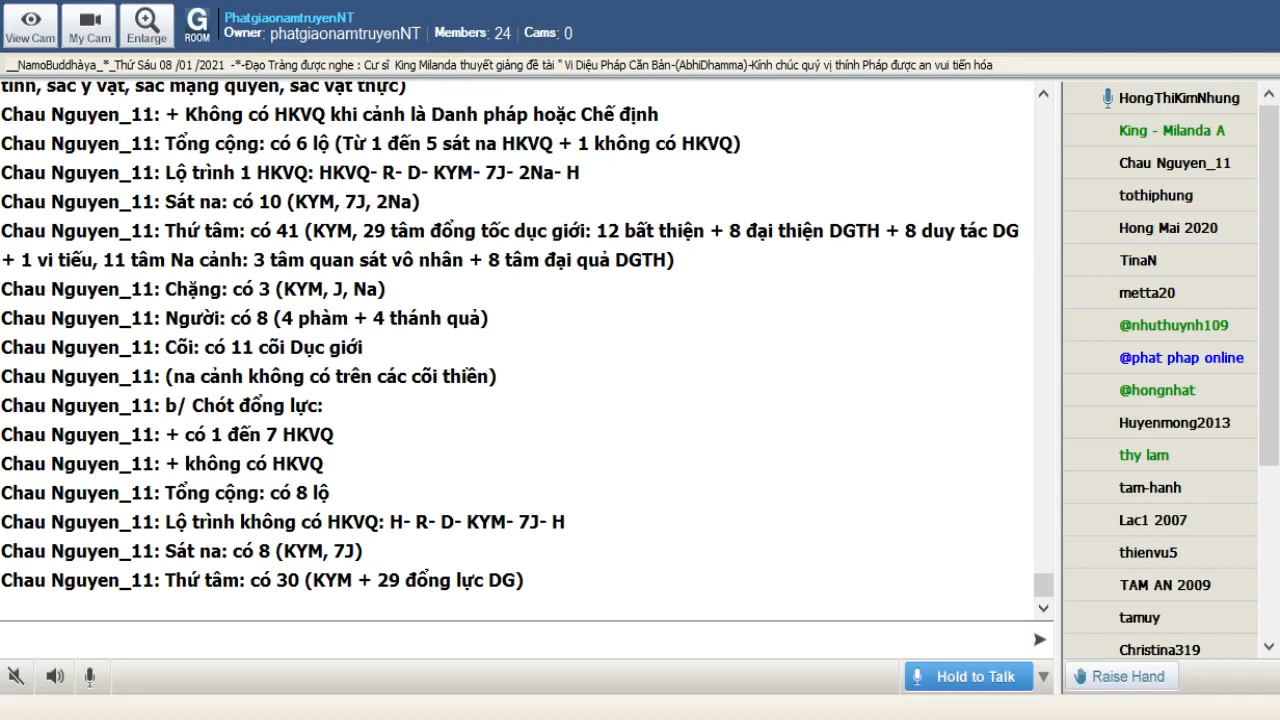 View Cam
My Cam
Enlarge
G
ROOM
PhatgiaonamtruyenNT
Owner: phatgiaonamtruyenNT | Members: 24 | Cams: 0
__NamoBuddhàya_*_Thứ Sáu 08 /01 /2021 -*-Đạo Tràng được nghe : Cư sĩ King Milanda thuyết giảng đề tài " Vi Diệu Pháp Căn Bản-(AbhiDhamma)-Kính chúc quý vị thính Pháp được an vui tiến hóa
tính, sắc ý vật, sắc mạng quyền, sắc vật thực)
Chau Nguyen_11: + Không có HKVQ khi cảnh là Danh pháp hoặc Chế định
Chau Nguyen_11: Tổng cộng: có 6 lộ (Từ 1 đến 5 sát na HKVQ + 1 không có HKVQ)
Chau Nguyen_11: Lộ trình 1 HKVQ: HKVQ- R- D- KYM- 7J- 2Na- H
Chau Nguyen_11: Sát na: có 10 (KYM, 7J, 2Na)
Chau Nguyen_11: Thứ tâm: có 41 (KYM, 29 tâm đổng tốc dục giới: 12 bất thiện + 8 đại thiện DGTH + 8 duy tác DG
+ 1 vi tiếu, 11 tâm Na cảnh: 3 tâm quan sát vô nhân + 8 tâm đại quả DGTH)
Chau Nguyen_11: Chặng: có 3 (KYM, J, Na)
Chau Nguyen_11: Người: có 8 (4 phàm + 4 thánh quả)
Chau Nguyen_11: Cõi: có 11 cõi Dục giới
Chau Nguyen_11: (na cảnh không có trên các cõi thiền)
Chau Nguyen_11: b/ Chót đổng lực:
Chau Nguyen_11: + có 1 đến 7 HKVQ
Chau Nguyen_11: + không có HKVQ
Chau Nguyen_11: Tổng cộng: có 8 lộ
Chau Nguyen_11: Lộ trình không có HKVQ: H- R- D- KYM- 7J- H
Chau Nguyen_11: Sát na: có 8 (KYM, 7J)
Chau Nguyen_11: Thứ tâm: có 30 (KYM + 29 đổng lực DG)
HongThiKimNhung
King - Milanda A
Chau Nguyen_11
tothiphung
Hong Mai 2020
TinaN
metta20
@nhuthuynh109
@phat phap online
@hongnhat
Huyenmong2013
thy lam
tam-hanh
Lac1 2007
thienvu5
TAM AN 2009
tamuy
Christina319
Hold to Talk
Raise Hand